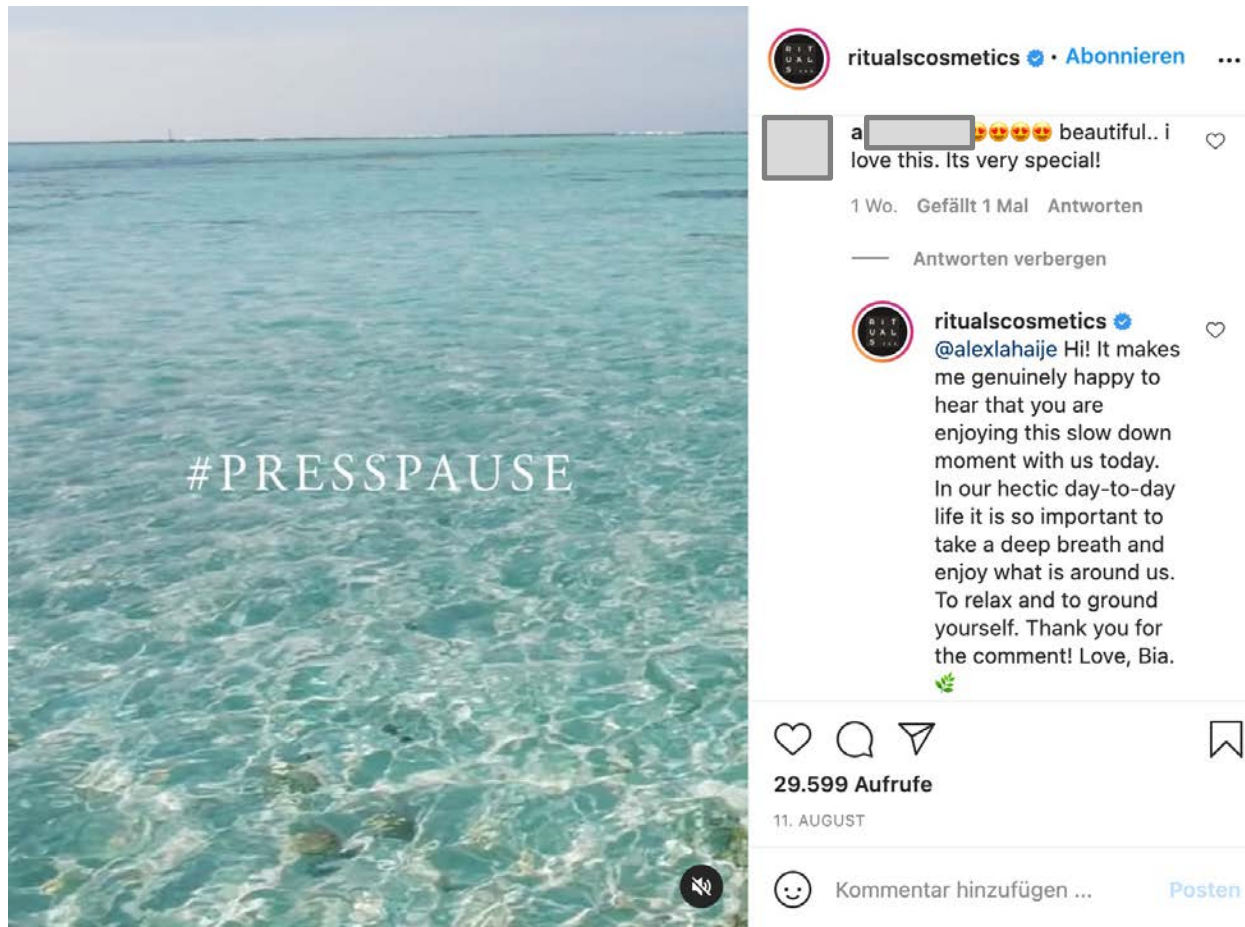 #PRESSPAUSE
RIT
UAL
S...
ritualscosmetics • Abonnieren ...
a 😍😍😍😍 beautiful.. i
love this. Its very special!
1 Wo. Gefällt 1 Mal Antworten
Antworten verbergen
RIT
UAL
S...
ritualscosmetics
@alexlahaije Hi! It makes
me genuinely happy to
hear that you are
enjoying this slow down
moment with us today.
In our hectic day-to-day
life it is so important to
take a deep breath and
enjoy what is around us.
To relax and to ground
yourself. Thank you for
the comment! Love, Bia.
🌿
29.599 Aufrufe
11. AUGUST
Kommentar hinzufügen ... Posten